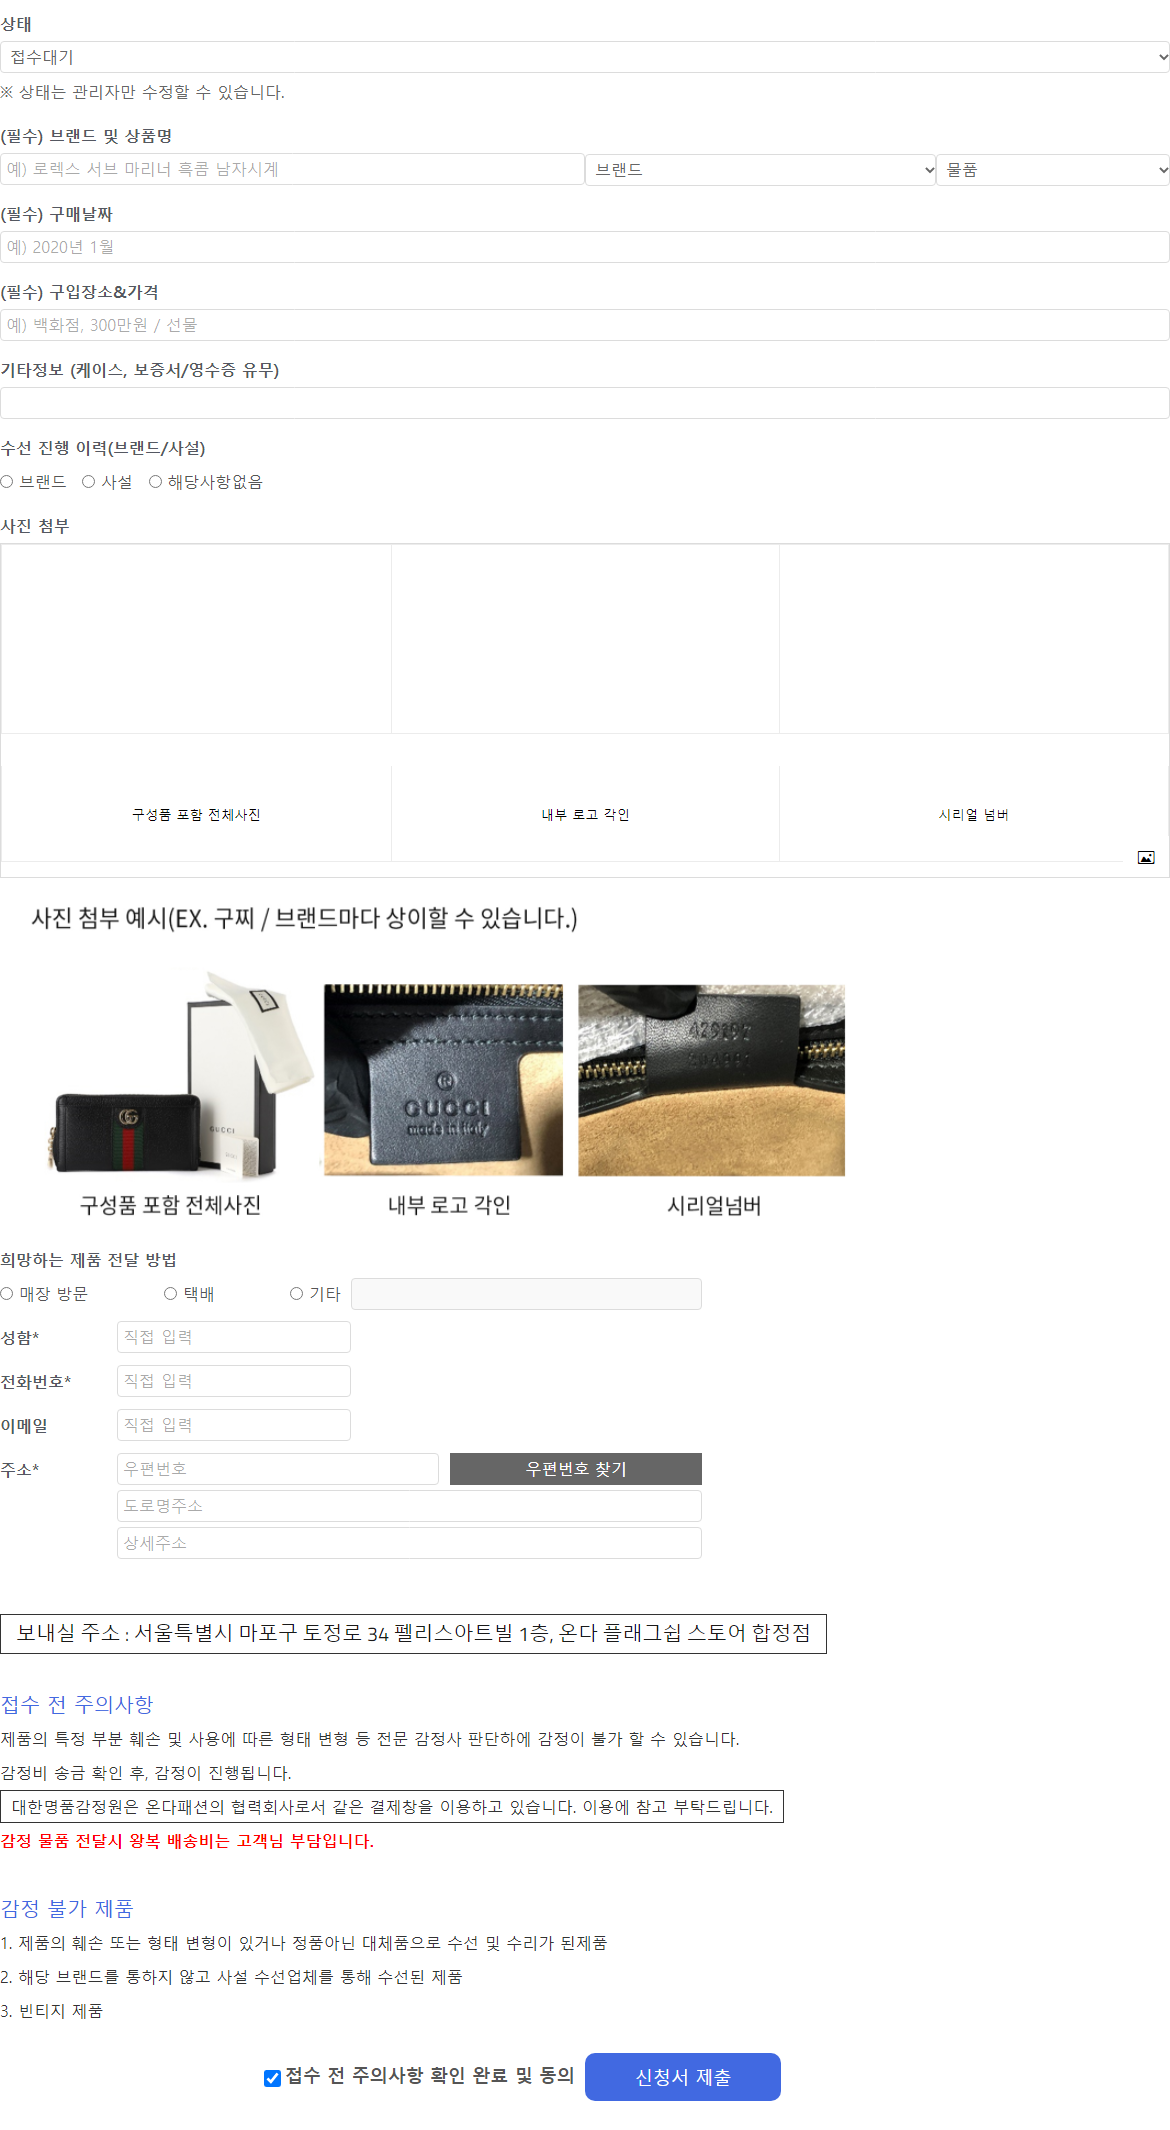 상태
접수대기
※ 상태는 관리자만 수정할 수 있습니다.
(필수) 브랜드 및 상품명
예) 로렉스 서브 마리너 흑콤 남자시계 브랜드 물품
(필수) 구매날짜
예) 2020년 1월
(필수) 구입장소&가격
예) 백화점, 300만원 / 선물
기타정보 (케이스, 보증서/영수증 유무)
수선 진행 이력(브랜드/사설)
브랜드 사설 해당사항없음
사진 첨부
구성품 포함 전체사진 내부 로고 각인 시리얼 넘버
사진 첨부 예시(EX. 구찌 / 브랜드마다 상이할 수 있습니다.)
GUCCI
® GUCCI made in italy
구성품 포함 전체사진 내부 로고 각인 시리얼넘버
희망하는 제품 전달 방법
매장 방문 택배 기타
성함* 직접 입력
전화번호* 직접 입력
이메일 직접 입력
주소* 우편번호 우편번호 찾기
도로명주소
상세주소
보내실 주소 : 서울특별시 마포구 토정로 34 펠리스아트빌 1층, 온다 플래그쉽 스토어 합정점
접수 전 주의사항
제품의 특정 부분 훼손 및 사용에 따른 형태 변형 등 전문 감정사 판단하에 감정이 불가 할 수 있습니다.
감정비 송금 확인 후, 감정이 진행됩니다.
대한명품감정원은 온다패션의 협력회사로서 같은 결제창을 이용하고 있습니다. 이용에 참고 부탁드립니다.
감정 물품 전달시 왕복 배송비는 고객님 부담입니다.
감정 불가 제품
1. 제품의 훼손 또는 형태 변형이 있거나 정품아닌 대체품으로 수선 및 수리가 된제품
2. 해당 브랜드를 통하지 않고 사설 수선업체를 통해 수선된 제품
3. 빈티지 제품
접수 전 주의사항 확인 완료 및 동의 신청서 제출